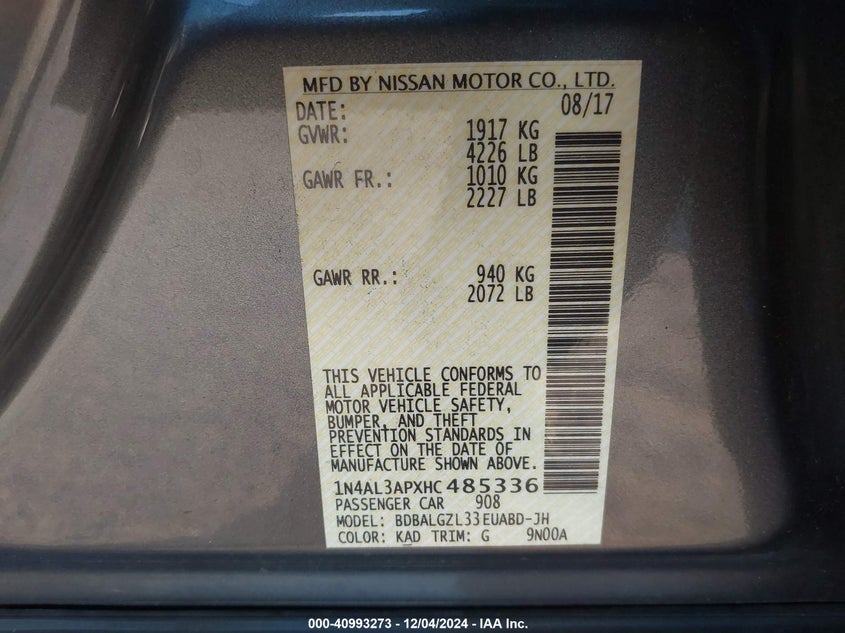 MFD BY NISSAN MOTOR CO., LTD.
DATE: 08/17
GVWR: 1917 KG
4226 LB
GAWR FR.: 1010 KG
2227 LB
GAWR RR.: 940 KG
2072 LB
THIS VEHICLE CONFORMS TO
ALL APPLICABLE FEDERAL
MOTOR VEHICLE SAFETY,
BUMPER, AND THEFT
PREVENTION STANDARDS IN
EFFECT ON THE DATE OF
MANUFACTURE SHOWN ABOVE.
1N4AL3APXHC485336
PASSENGER CAR 908
MODEL: BDBALGZL33EUABD-JH
COLOR: KAD TRIM: G 9N00A
000-40993273 - 12/04/2024 - IAA Inc.